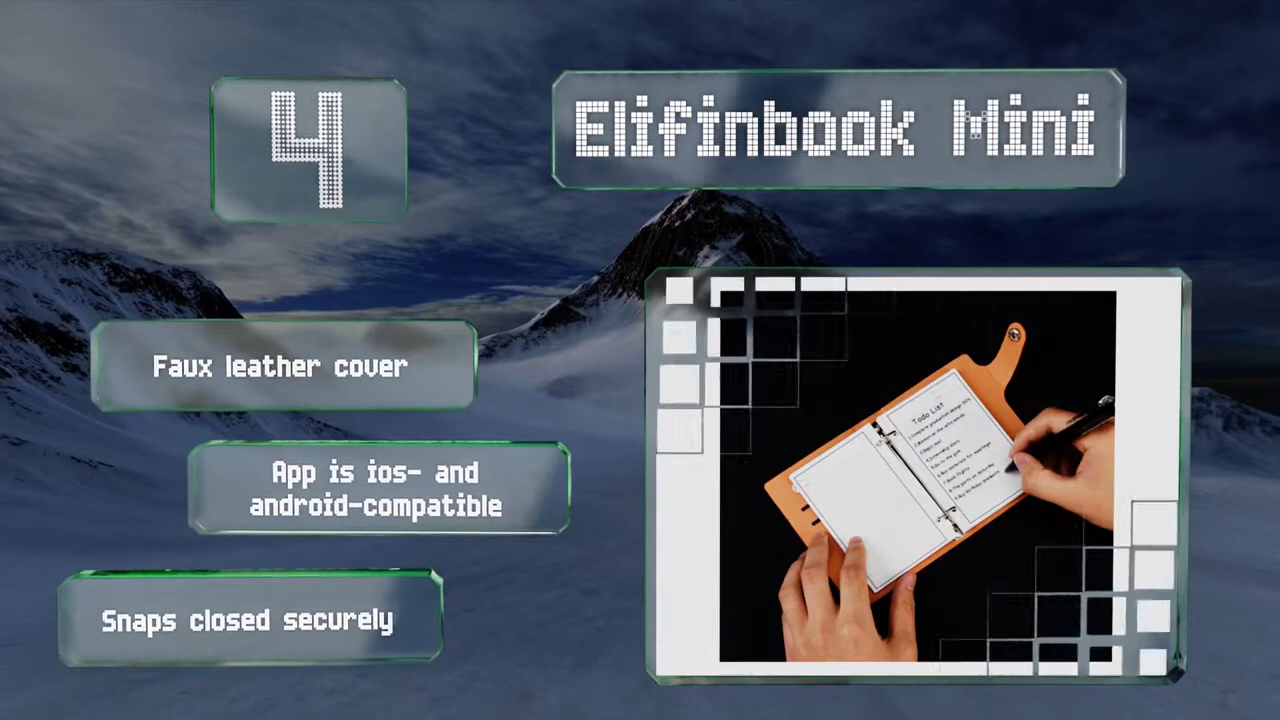 4
Elifinbook Mini
Faux leather cover
App is ios- and
android-compatible
Snaps closed securely
Todo List